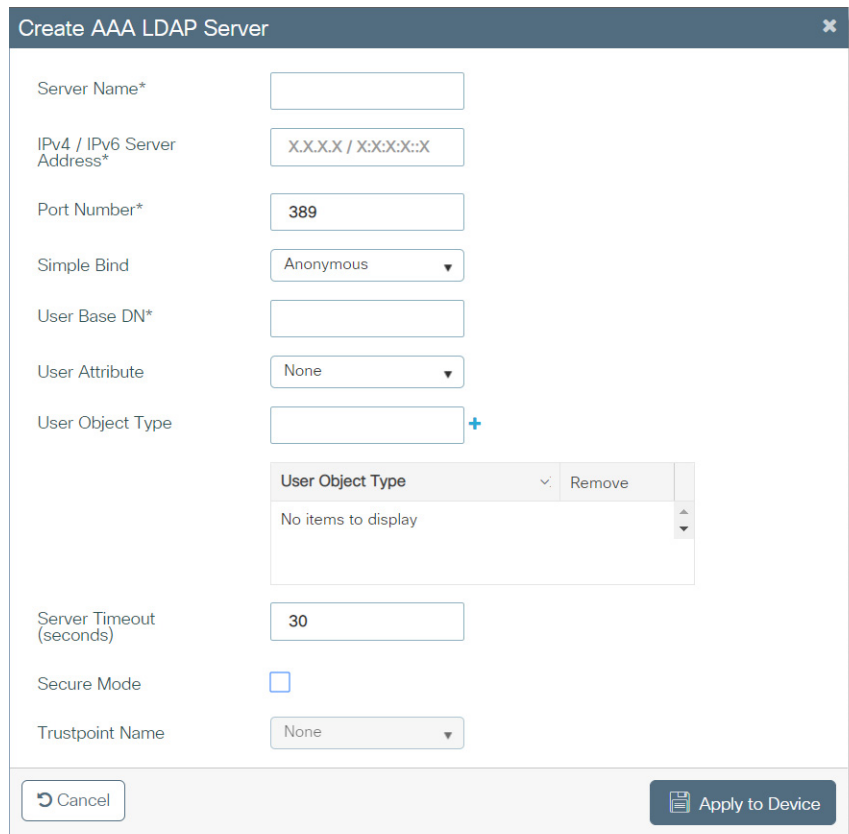 Create AAA LDAP Server
Server Name*
IPv4 / IPv6 Server
Address*
X.X.X.X / X:X:X:X::X
Port Number*
389
Simple Bind
Anonymous
User Base DN*
User Attribute
None
User Object Type
User Object Type
Remove
No items to display
Server Timeout
(seconds)
30
Secure Mode
Trustpoint Name
None
Cancel
Apply to Device